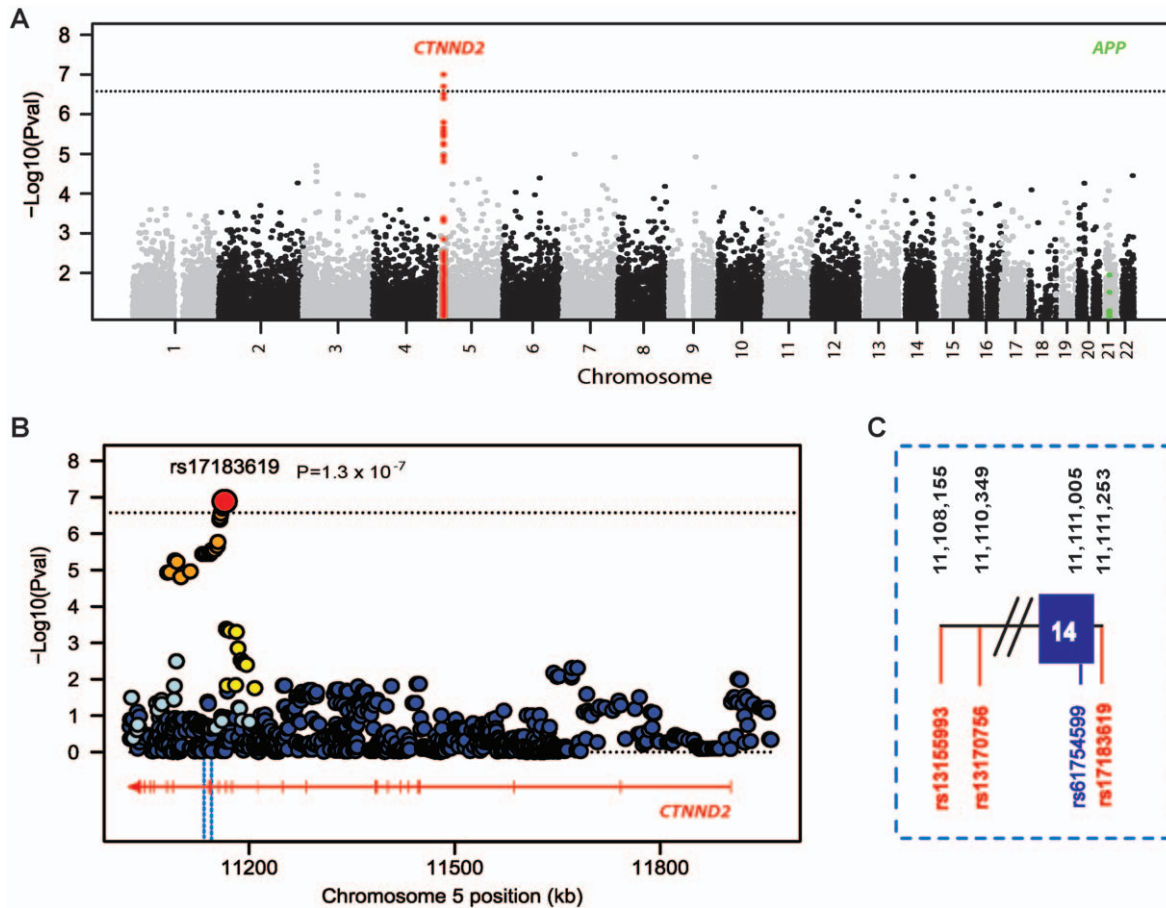 A
CTNND2
APP
8
7
6
5
4
3
2
−Log10(Pval)
1 2 3 4 5 6 7 8 9 10 11 12 13 14 15 16 17 18 19 20 21 22
Chromosome
B
rs17183619 P=1.3 x 10⁻⁷
8
7
6
5
4
3
2
1
0
−Log10(Pval)
CTNND2
11200 11500 11800
Chromosome 5 position (kb)
C
11,108,155
11,110,349
11,111,005
11,111,253
14
rs13155993
rs13170756
rs61754599
rs17183619